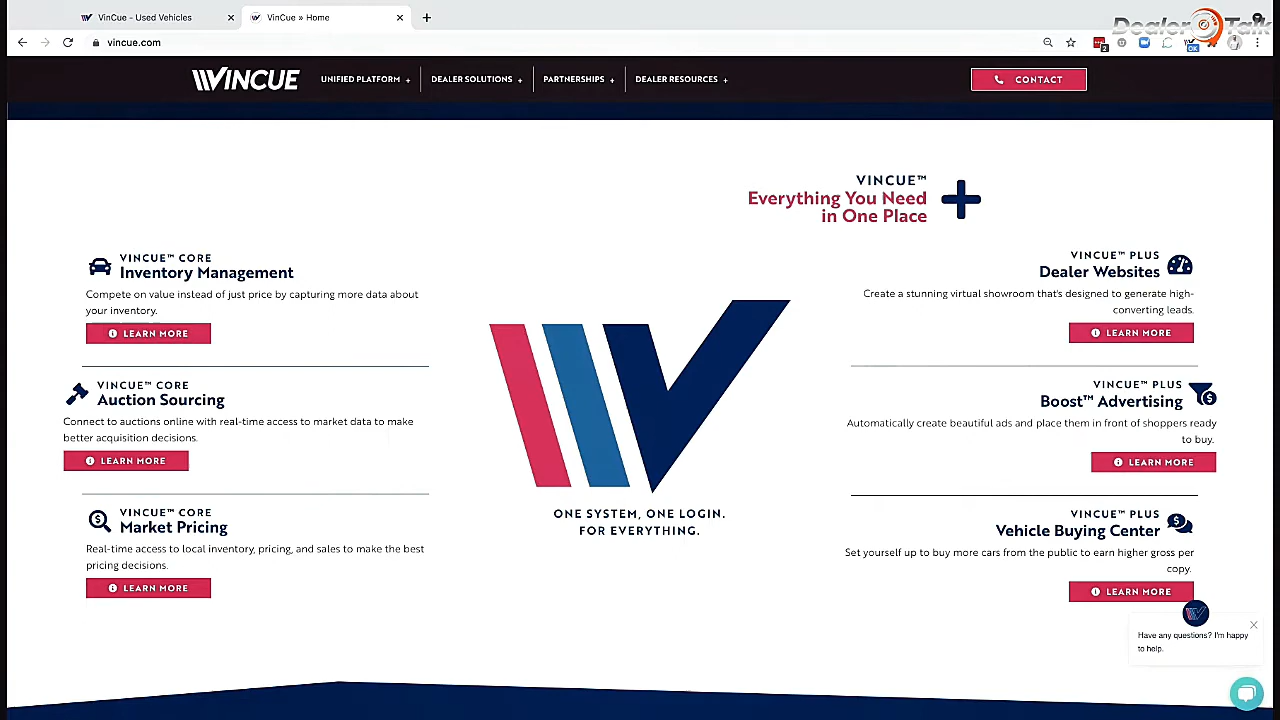 VinCue - Used Vehicles
VinCue » Home
Dealer Talk
vincue.com
2
OK
VINCUE
UNIFIED PLATFORM +
DEALER SOLUTIONS +
PARTNERSHIPS +
DEALER RESOURCES +
CONTACT
VINCUE™
Everything You Need
in One Place
VINCUE™ CORE
Inventory Management
Compete on value instead of just price by capturing more data about
your inventory.
LEARN MORE
VINCUE™ CORE
Auction Sourcing
Connect to auctions online with real-time access to market data to make
better acquisition decisions.
LEARN MORE
VINCUE™ CORE
Market Pricing
Real-time access to local inventory, pricing, and sales to make the best
pricing decisions.
LEARN MORE
ONE SYSTEM, ONE LOGIN.
FOR EVERYTHING.
VINCUE™ PLUS
Dealer Websites
Create a stunning virtual showroom that's designed to generate high-
converting leads.
LEARN MORE
VINCUE™ PLUS
Boost™ Advertising
Automatically create beautiful ads and place them in front of shoppers ready
to buy.
LEARN MORE
VINCUE™ PLUS
Vehicle Buying Center
Set yourself up to buy more cars from the public to earn higher gross per
copy.
LEARN MORE
Have any questions? I'm happy
to help.